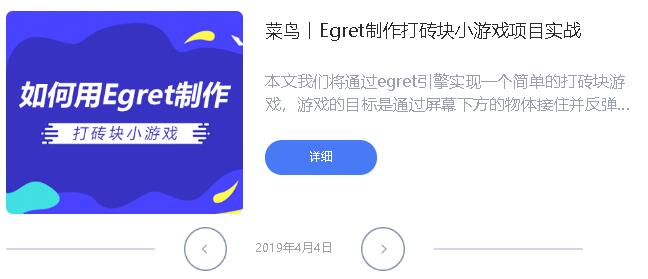 如何用Egret制作
打砖块小游戏
菜鸟｜Egret制作打砖块小游戏项目实战
本文我们将通过egret引擎实现一个简单的打砖块游
戏，游戏的目标是通过屏幕下方的物体接住并反弹...
详细
2019年4月4日